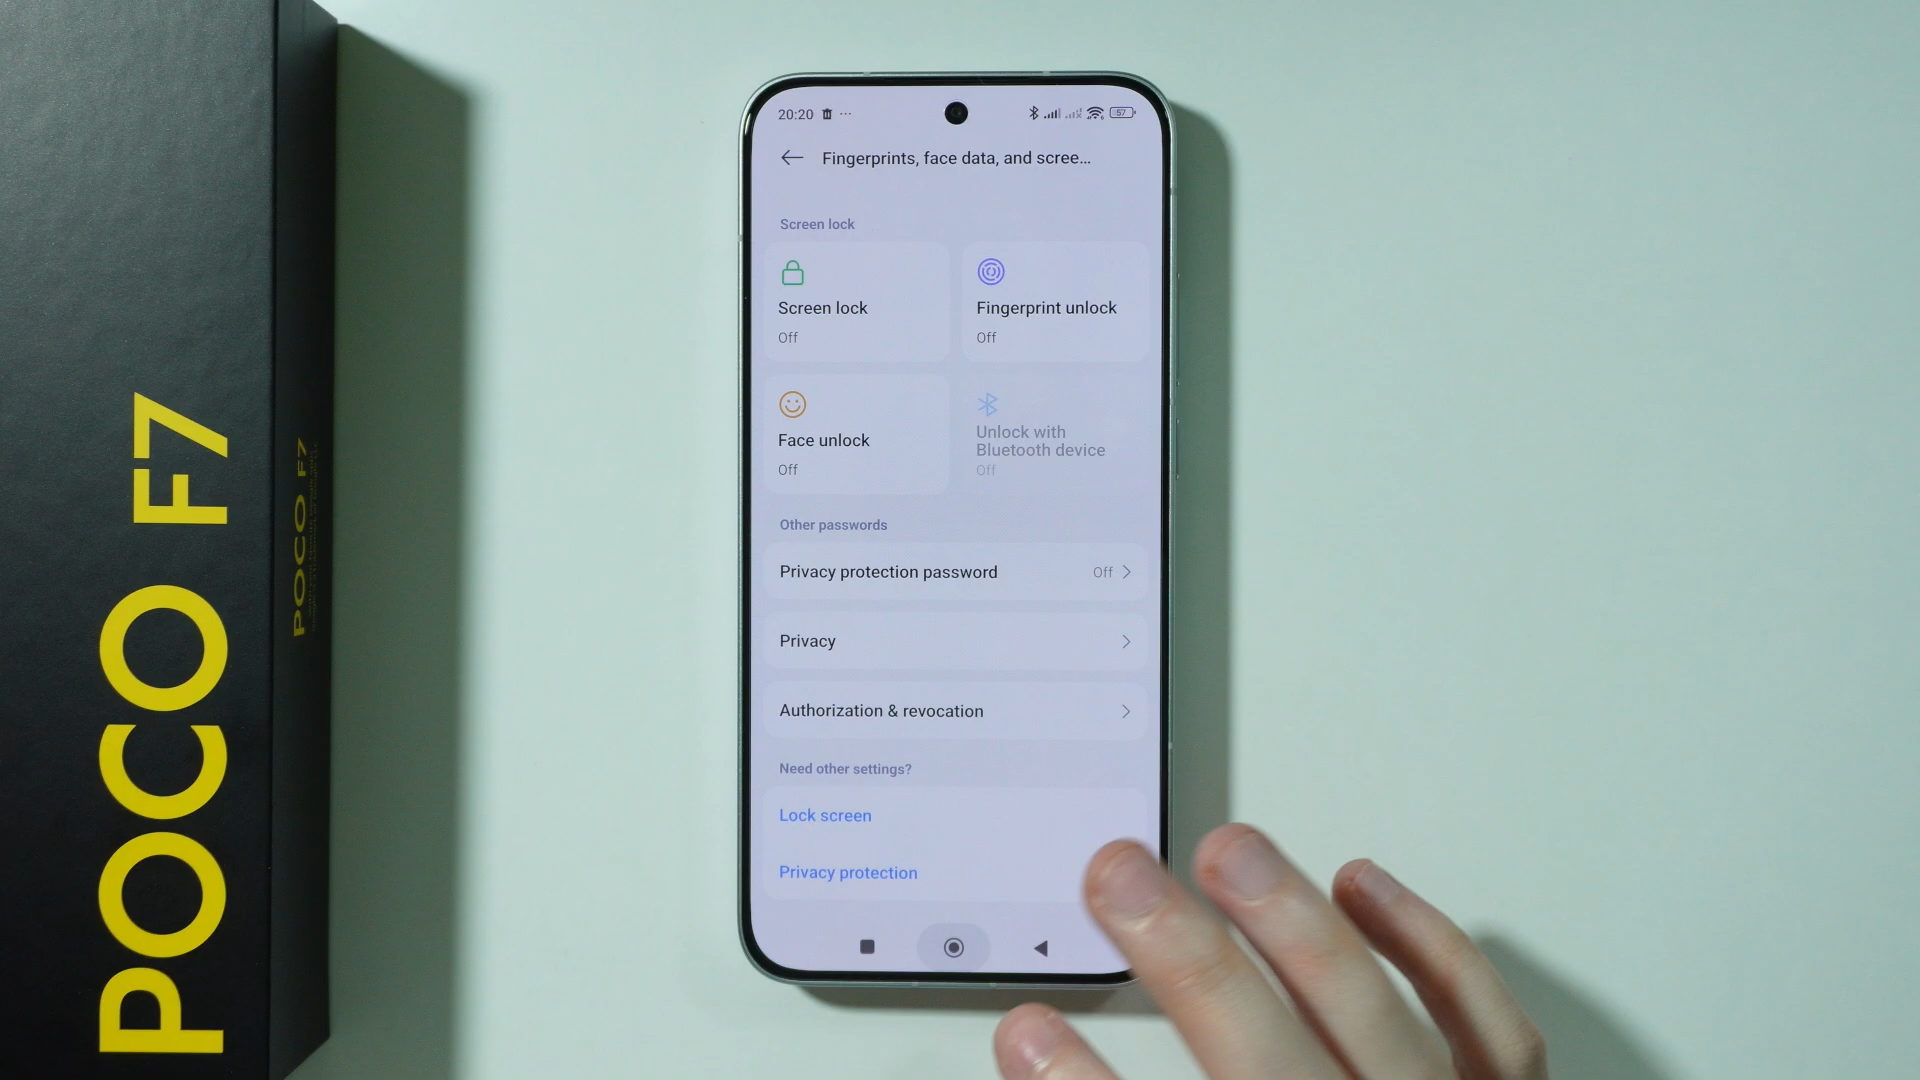 POCO F7
POCO F7
20:20 ...
57
Fingerprints, face data, and scree...
Screen lock
Screen lock
Off
Fingerprint unlock
Off
Face unlock
Off
Unlock with
Bluetooth device
Off
Other passwords
Privacy protection password
Off
Privacy
Authorization & revocation
Need other settings?
Lock screen
Privacy protection